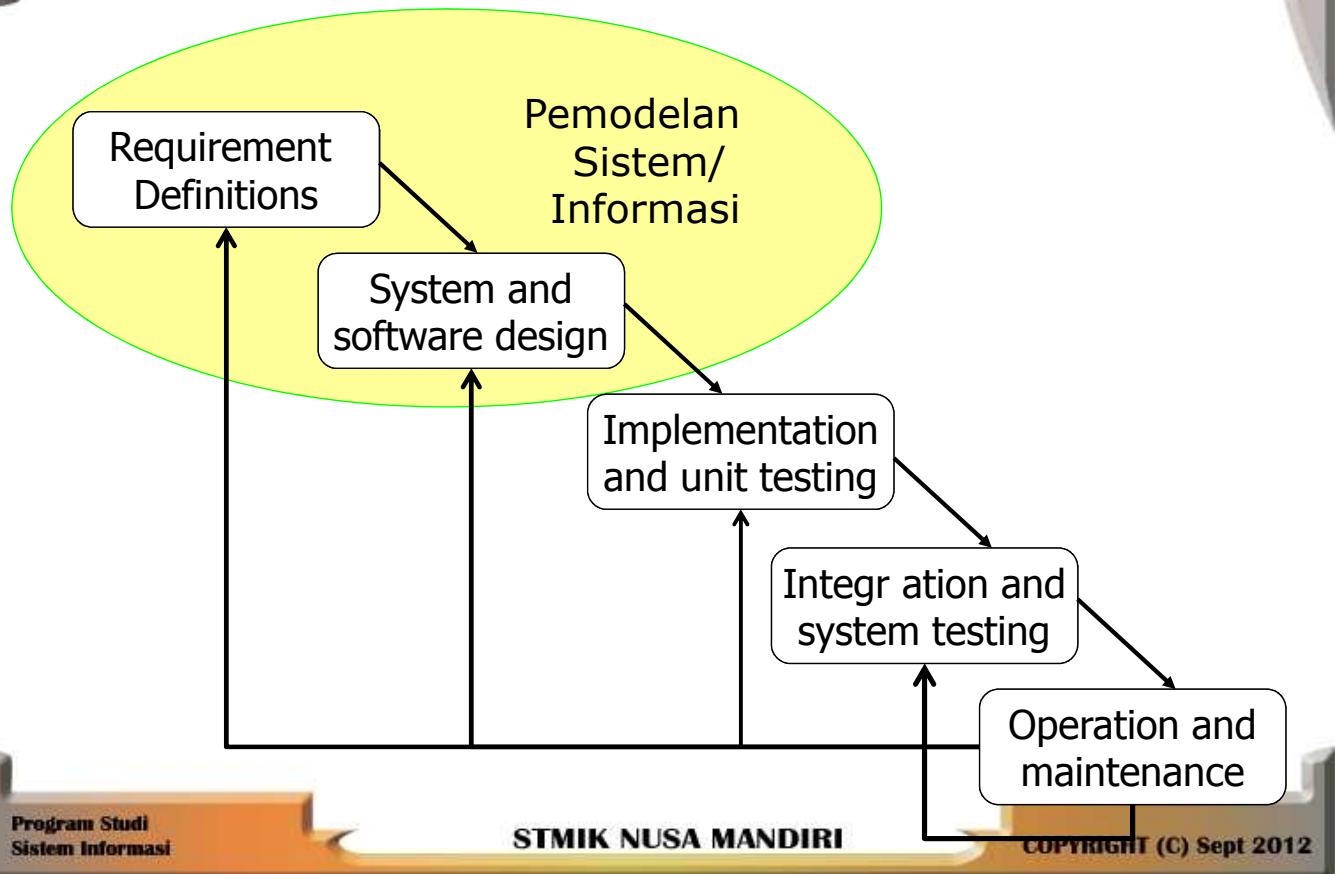 Requirement
Definitions
Pemodelan
Sistem/
Informasi
System and
software design
Implementation
and unit testing
Integr ation and
system testing
Operation and
maintenance
Program Studi
Sistem Informasi
STMIK NUSA MANDIRI
COPYRIGHT (C) Sept 2012